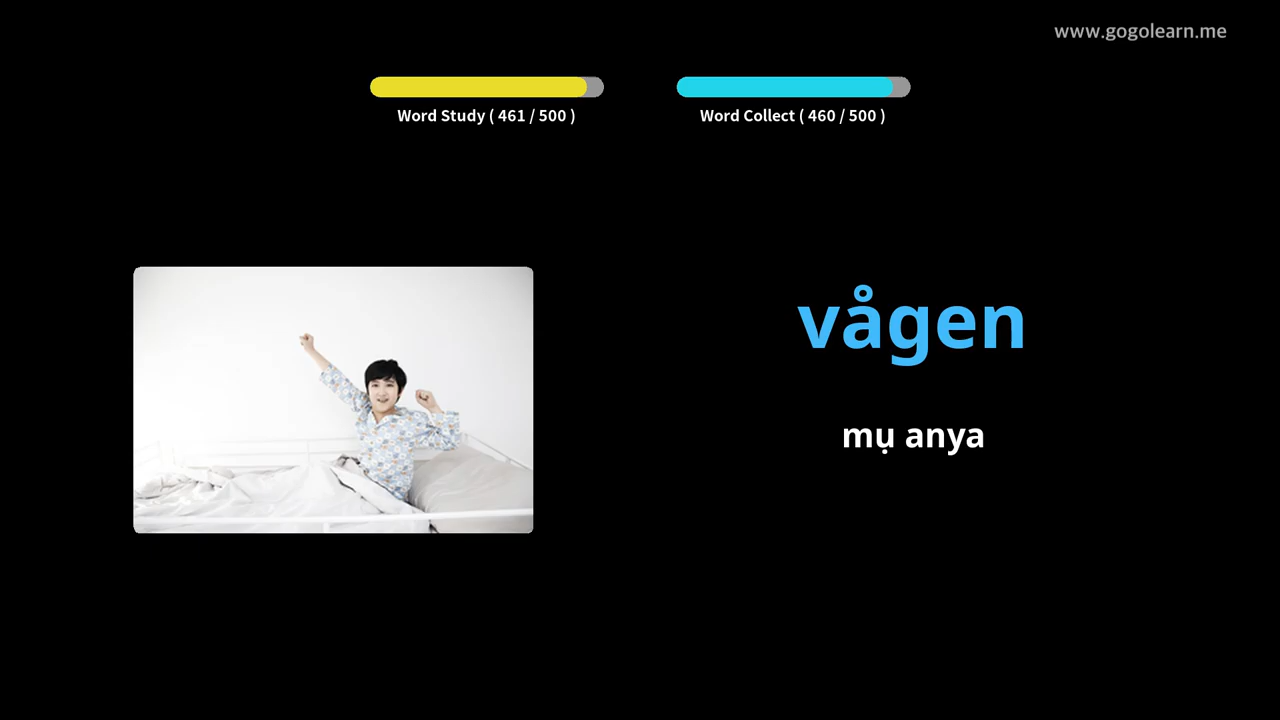 www.gogolearn.me
Word Study ( 461 / 500 )
Word Collect ( 460 / 500 )
vågen
mụ anya